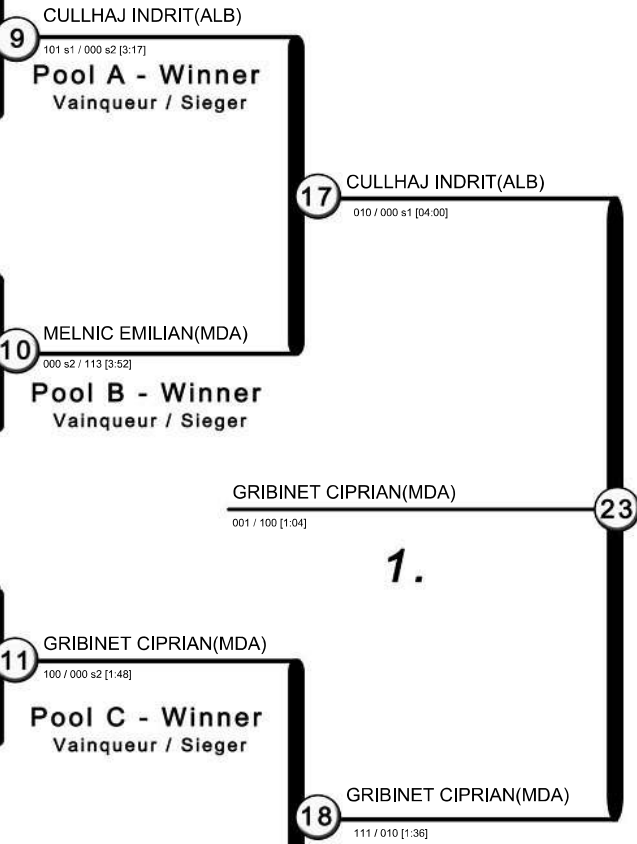 CULLHAJ INDRIT(ALB)
9
101 s1 / 000 s2 [3:17]
Pool A - Winner
Vainqueur / Sieger
17
CULLHAJ INDRIT(ALB)
010 / 000 s1 [04:00]
10
MELNIC EMILIAN(MDA)
000 s2 / 113 [3:52]
Pool B - Winner
Vainqueur / Sieger
GRIBINET CIPRIAN(MDA)
23
001 / 100 [1:04]
1.
11
GRIBINET CIPRIAN(MDA)
100 / 000 s2 [1:48]
Pool C - Winner
Vainqueur / Sieger
18
GRIBINET CIPRIAN(MDA)
111 / 010 [1:36]